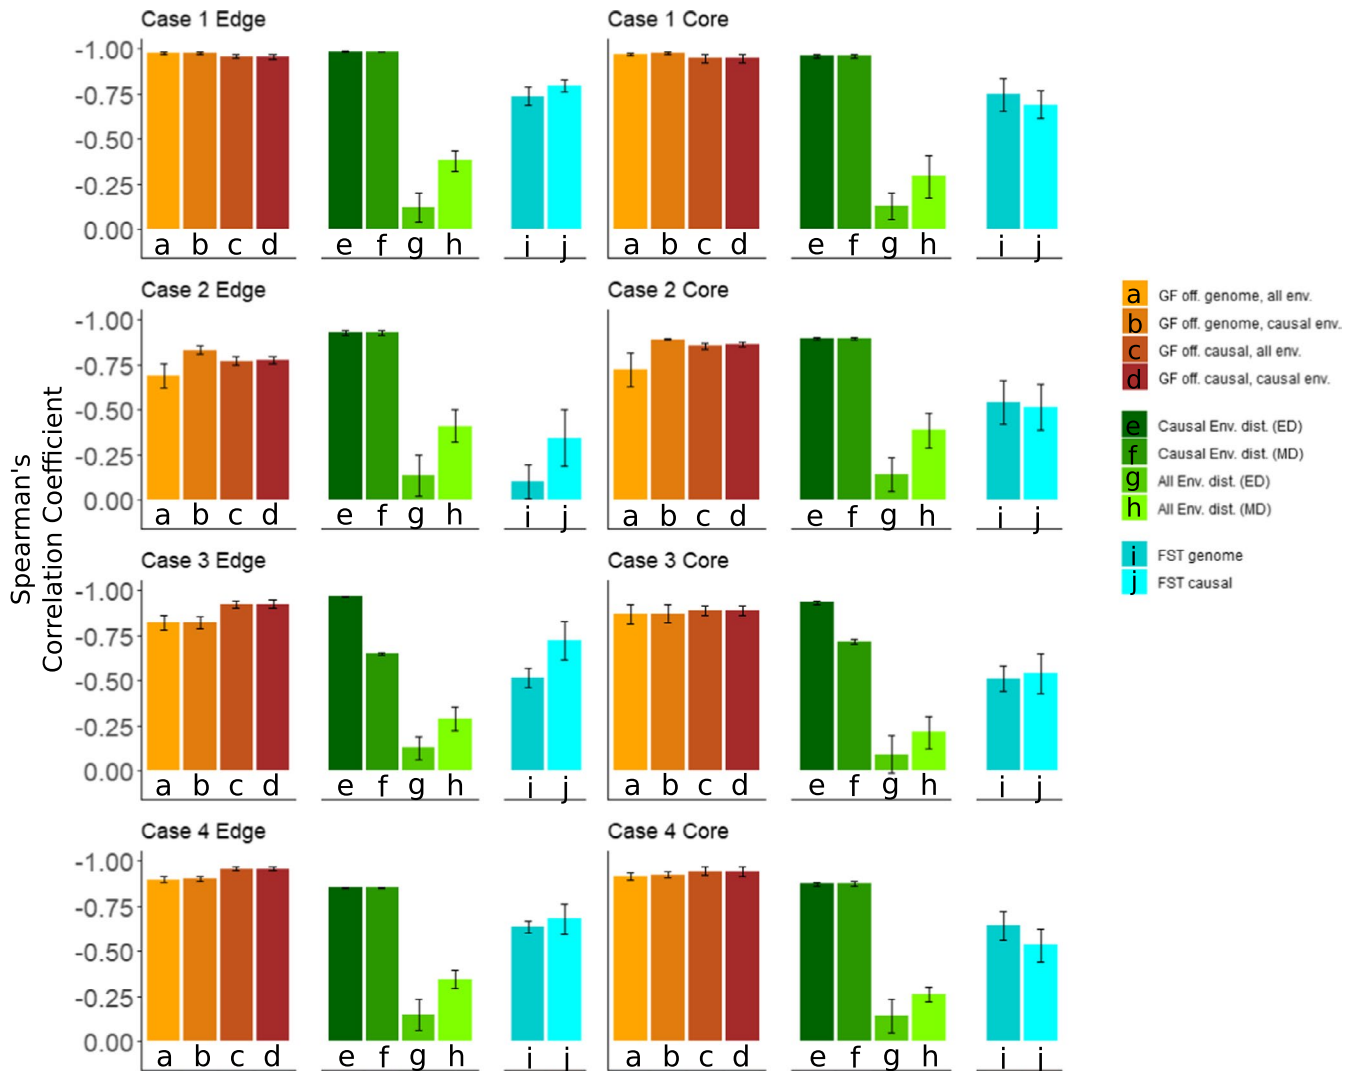 Case 1 Edge
Case 1 Core
-1.00
-0.75
-0.50
-0.25
0.00
a b c d e f g h i j a b c d e f g h i j
Case 2 Edge
Case 2 Core
-1.00
-0.75
-0.50
-0.25
0.00
a b c d e f g h i j a b c d e f g h i j
Case 3 Edge
Case 3 Core
-1.00
-0.75
-0.50
-0.25
0.00
a b c d e f g h i j a b c d e f g h i j
Case 4 Edge
Case 4 Core
-1.00
-0.75
-0.50
-0.25
0.00
a b c d e f g h i j a b c d e f g h i j
Spearman's
Correlation Coefficient
a GF off. genome, all env.
b GF off. genome, causal env.
c GF off. causal, all env.
d GF off. causal, causal env.
e Causal Env. dist. (ED)
f Causal Env. dist. (MD)
g All Env. dist. (ED)
h All Env. dist. (MD)
i FST genome
j FST causal